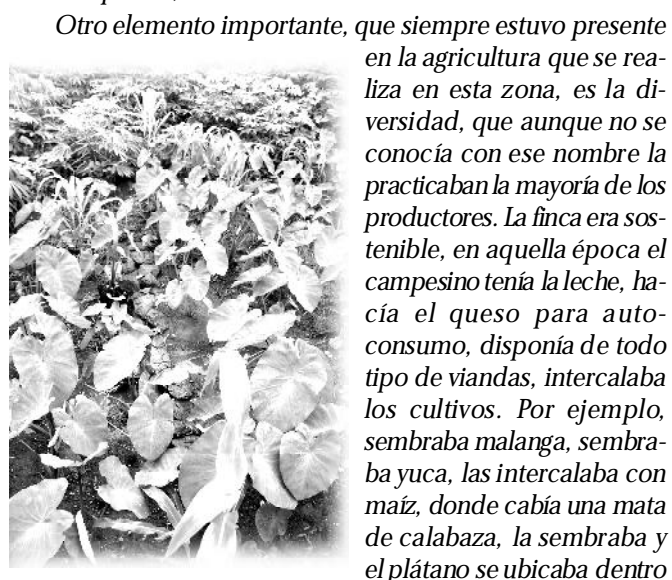 Otro elemento importante, que siempre estuvo presente
en la agricultura que se rea-
liza en esta zona, es la di-
versidad, que aunque no se
conocía con ese nombre la
practicaban la mayoría de los
productores. La finca era sos-
tenible, en aquella época el
campesino tenía la leche, ha-
cía el queso para auto-
consumo, disponía de todo
tipo de viandas, intercalaba
los cultivos. Por ejemplo,
sembraba malanga, sembra-
ba yuca, las intercalaba con
maíz, donde cabía una mata
de calabaza, la sembraba y
el plátano se ubicaba dentro